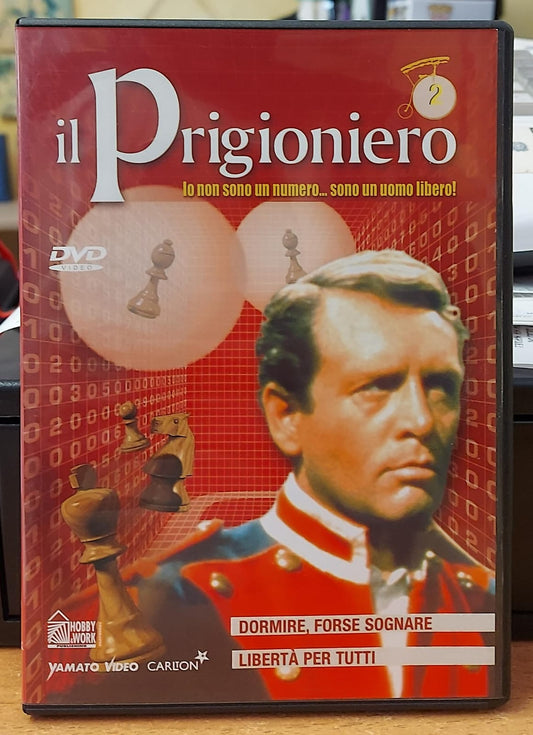 2
il Prigioniero
Io non sono un numero... sono un uomo libero!
DVD
VIDEO
HOBBY
& WORK
PUBLISHING
DORMIRE, FORSE SOGNARE
YAMATO VIDEO CARLTON
LIBERTÀ PER TUTTI